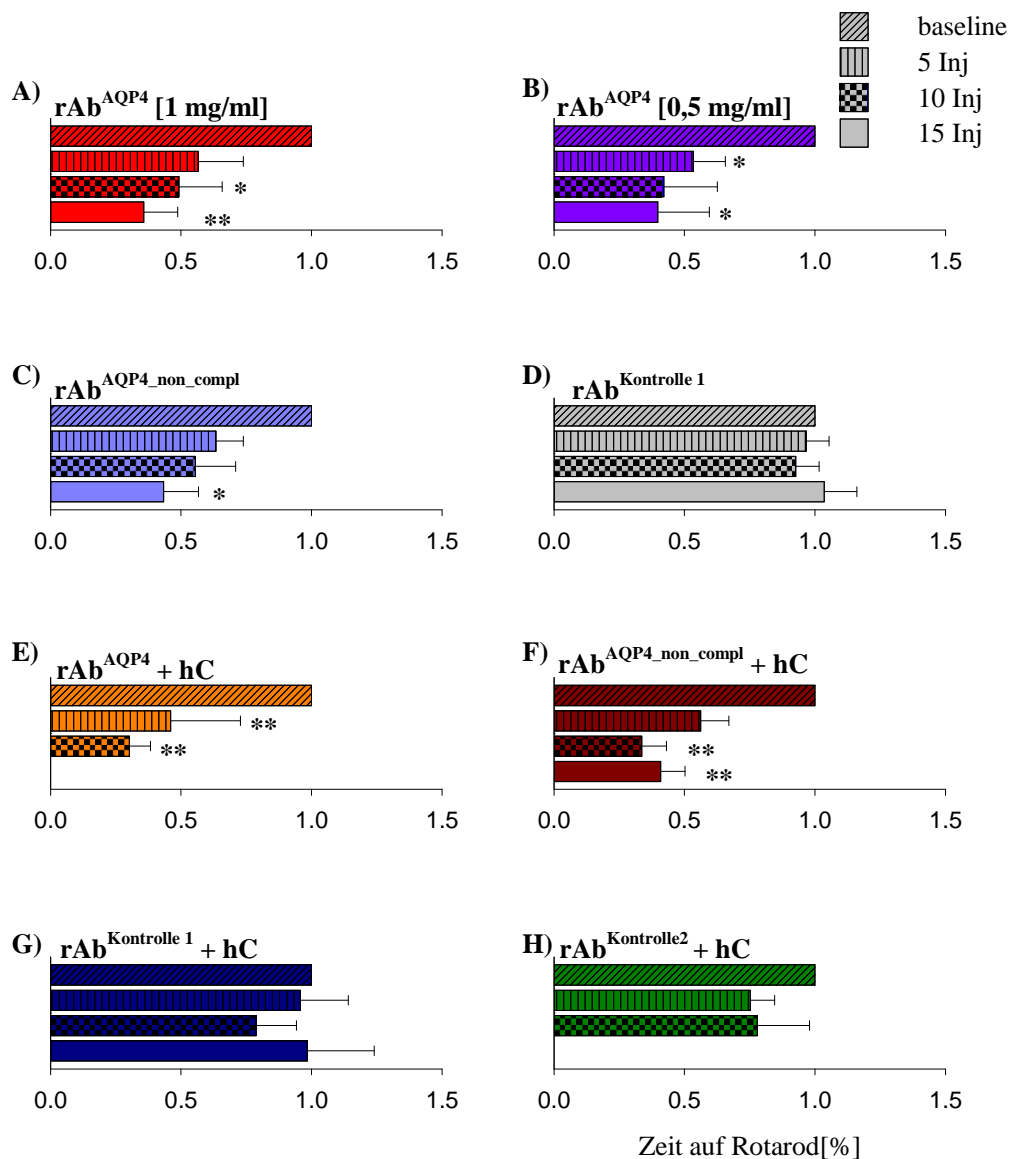 baseline
5 Inj
10 Inj
15 Inj
A) rAb^AQP4 [1 mg/ml]
*
**
0.0 0.5 1.0 1.5
B) rAb^AQP4 [0,5 mg/ml]
*
*
0.0 0.5 1.0 1.5
C) rAb^AQP4_non_compl
*
0.0 0.5 1.0 1.5
D) rAb^Kontrolle 1
0.0 0.5 1.0 1.5
E) rAb^AQP4 + hC
**
**
0.0 0.5 1.0 1.5
F) rAb^AQP4_non_compl + hC
**
**
0.0 0.5 1.0 1.5
G) rAb^Kontrolle 1 + hC
0.0 0.5 1.0 1.5
H) rAb^Kontrolle2 + hC
0.0 0.5 1.0 1.5
Zeit auf Rotarod[%]